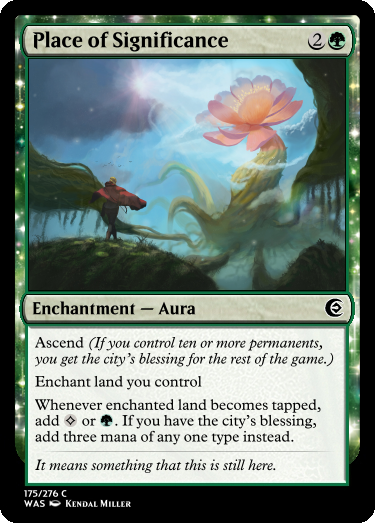 Place of Significance 2
Enchantment — Aura
Ascend (If you control ten or more permanents,
you get the city's blessing for the rest of the game.)
Enchant land you control
Whenever enchanted land becomes tapped,
add or . If you have the city's blessing,
add three mana of any one type instead.
It means something that this is still here.
175/276 C
WAS Kendal Miller